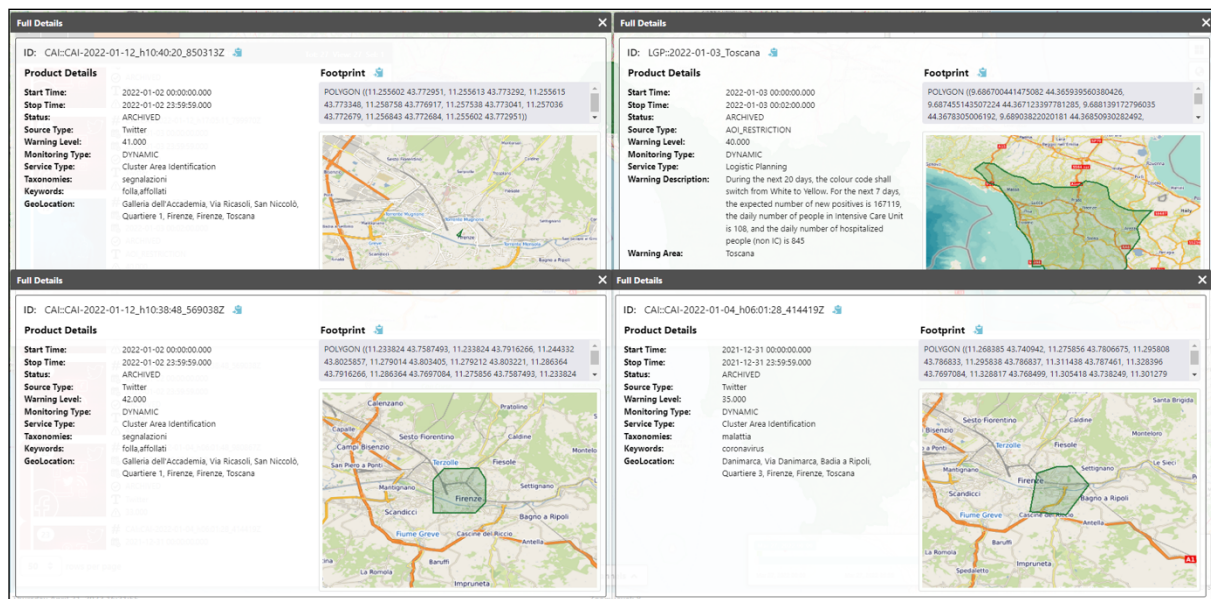 Full Details
ID: CAI::CAI-2022-01-12_h10:40:20_850313Z
Product Details
Start Time: 2022-01-02 00:00:00.000
Stop Time: 2022-01-02 23:59:59.000
Status: ARCHIVED
Source Type: Twitter
Warning Level: 41.000
Monitoring Type: DYNAMIC
Service Type: Cluster Area Identification
Taxonomies: segnalazioni
Keywords: folla,affollati
GeoLocation: Galleria dell'Accademia, Via Ricasoli, San Niccolò,
Quartiere 1, Firenze, Firenze, Toscana
Footprint
POLYGON ((11.255602 43.772951, 11.255613 43.773292, 11.255615
43.773348, 11.258758 43.776917, 11.257538 43.773041, 11.257036
43.772679, 11.256843 43.772684, 11.255602 43.772951))
Full Details
ID: LGP::2022-01-03_Toscana
Product Details
Start Time: 2022-01-03 00:00:00.000
Stop Time: 2022-01-03 00:02:00.000
Status: ARCHIVED
Source Type: AOI_RESTRICTION
Warning Level: 40.000
Monitoring Type: DYNAMIC
Service Type: Logistic Planning
Warning Description: During the next 20 days, the colour code shall
switch from White to Yellow. For the next 7 days,
the expected number of new positives is 167119,
the daily number of people in Intensive Care Unit
is 108, and the daily number of hospitalized
people (non IC) is 845
Warning Area: Toscana
Footprint
POLYGON ((9.686700441475082 44.365939560380426,
9.687455143507224 44.367123397781285, 9.688139172796035
44.3678305006192, 9.68903822020181 44.36850930282492,
Full Details
ID: CAI::CAI-2022-01-12_h10:38:48_569038Z
Product Details
Start Time: 2022-01-02 00:00:00.000
Stop Time: 2022-01-02 23:59:59.000
Status: ARCHIVED
Source Type: Twitter
Warning Level: 42.000
Monitoring Type: DYNAMIC
Service Type: Cluster Area Identification
Taxonomies: segnalazioni
Keywords: folla,affollati
GeoLocation: Galleria dell'Accademia, Via Ricasoli, San Niccolò,
Quartiere 1, Firenze, Firenze, Toscana
Footprint
POLYGON ((11.233824 43.7587493, 11.233824 43.7916266, 11.244332
43.8025857, 11.279014 43.803405, 11.279212 43.803221, 11.286364
43.7916266, 11.286364 43.7697084, 11.275856 43.7587493, 11.233824
Calenzano
Pratolino
Capalle
Sesto Fiorentino
Caldine
Campi Bisenzio
Montereggi
Terzolle
Fiesole
San Piero a Ponti
Mantignano
Settignano
Firenze
Scandicci
Bagno a Ripoli
Fiume Greve
Cascine del Riccio
Antella
Baruffi
La Romola
Impruneta
Full Details
ID: CAI::CAI-2022-01-04_h06:01:28_414419Z
Product Details
Start Time: 2021-12-31 00:00:00.000
Stop Time: 2021-12-31 23:59:59.000
Status: ARCHIVED
Source Type: Twitter
Warning Level: 35.000
Monitoring Type: DYNAMIC
Service Type: Cluster Area Identification
Taxonomies: malattia
Keywords: coronavirus
GeoLocation: Danimarca, Via Danimarca, Badia a Ripoli,
Quartiere 3, Firenze, Firenze, Toscana
Footprint
POLYGON ((11.268385 43.740942, 11.275856 43.7806675, 11.295808
43.786833, 11.295838 43.786837, 11.311438 43.787461, 11.328396
43.7697084, 11.328817 43.768499, 11.305418 43.738249, 11.301279
Santa Brigida
Sesto Fiorentino
Caldine
Terzolle
Fiesole
Le Sieci
Mantignano
Firenze
Settignano
Scandicci
Bagno a Ripoli
Fiume Greve
Cascine del Riccio
Antella
Baruffi
La Romola
Spedaletto
Impruneta
A1